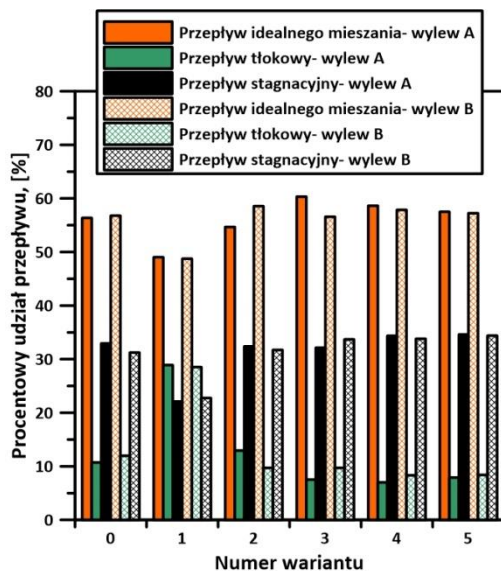 Przepływ idealnego mieszania- wylew A
Przepływ tłokowy- wylew A
Przepływ stagnacyjny- wylew A
Przepływ idealnego mieszania- wylew B
Przepływ tłokowy- wylew B
Przepływ stagnacyjny- wylew B
Procentowy udział przepływu, [%]
80
70
60
50
40
30
20
10
0
0 1 2 3 4 5
Numer wariantu